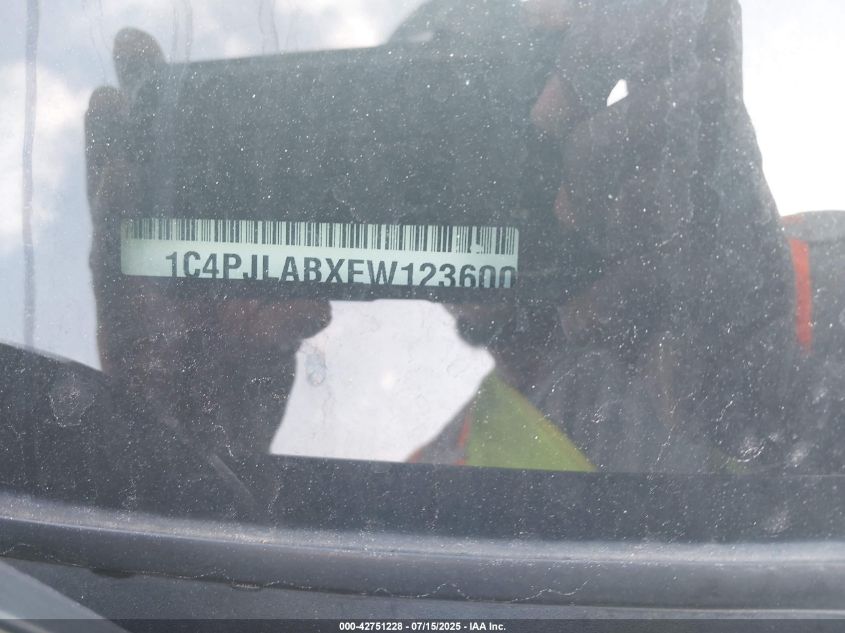 1C4PJLABXEW123600
000-42751228 - 07/15/2025 - IAA Inc.